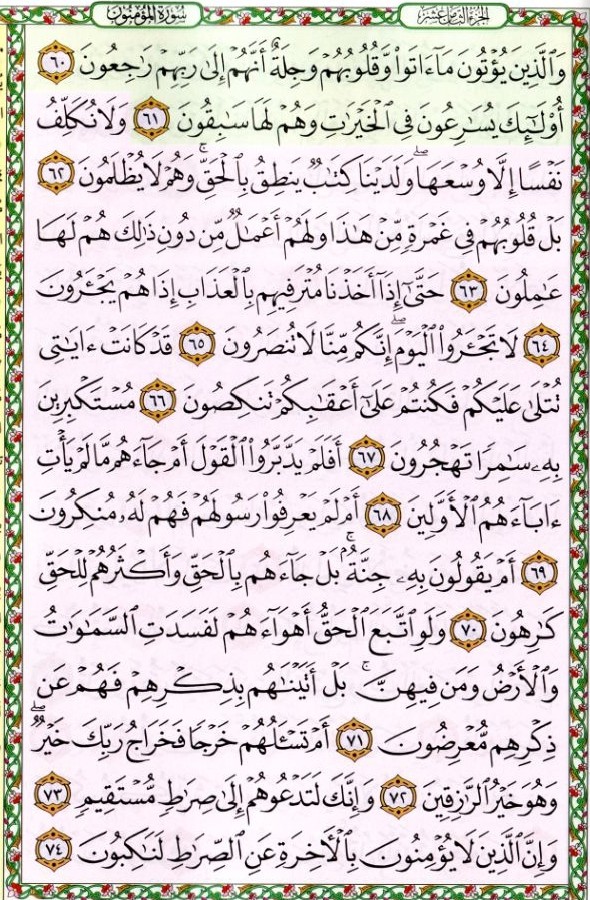 الجزء الثامن عشر
سورة المؤمنون
وَالَّذِينَ يُؤْتُونَ مَا ءَاتَوا۟ وَّقُلُوبُهُمْ وَجِلَةٌ أَنَّهُمْ إِلَىٰ رَبِّهِمْ رَٰجِعُونَ ٦٠
أُو۟لَٰٓئِكَ يُسَٰرِعُونَ فِى ٱلْخَيْرَٰتِ وَهُمْ لَهَا سَٰبِقُونَ ٦١ وَلَا نُكَلِّفُ
نَفْسًا إِلَّا وُسْعَهَا ۖ وَلَدَيْنَا كِتَٰبٌ يَنطِقُ بِٱلْحَقِّ ۚ وَهُمْ لَا يُظْلَمُونَ ٦٢
بَلْ قُلُوبُهُمْ فِى غَمْرَةٍ مِّنْ هَٰذَا وَلَهُمْ أَعْمَٰلٌ مِّن دُونِ ذَٰلِكَ هُمْ لَهَا
عَٰمِلُونَ ٦٣ حَتَّىٰٓ إِذَآ أَخَذْنَا مُتْرَفِيهِم بِٱلْعَذَابِ إِذَا هُمْ يَجْـَٔرُونَ
٦٤ لَا تَجْـَٔرُوا۟ ٱلْيَوْمَ ۖ إِنَّكُم مِّنَّا لَا تُنصَرُونَ ٦٥ قَدْ كَانَتْ ءَايَٰتِى
تُتْلَىٰ عَلَيْكُمْ فَكُنتُمْ عَلَىٰٓ أَعْقَٰبِكُمْ تَنكِصُونَ ٦٦ مُسْتَكْبِرِينَ
بِهِۦ سَٰمِرًا تَهْجُرُونَ ٦٧ أَفَلَمْ يَدَّبَّرُوا۟ ٱلْقَوْلَ أَمْ جَآءَهُم مَّا لَمْ يَأْتِ
ءَابَآءَهُمُ ٱلْأَوَّلِينَ ٦٨ أَمْ لَمْ يَعْرِفُوا۟ رَسُولَهُمْ فَهُمْ لَهُۥ مُنكِرُونَ
٦٩ أَمْ يَقُولُونَ بِهِۦ جِنَّةٌۢ ۚ بَلْ جَآءَهُم بِٱلْحَقِّ وَأَكْثَرُهُمْ لِلْحَقِّ
كَٰرِهُونَ ٧٠ وَلَوِ ٱتَّبَعَ ٱلْحَقُّ أَهْوَآءَهُمْ لَفَسَدَتِ ٱلسَّمَٰوَٰتُ
وَٱلْأَرْضُ وَمَن فِيهِنَّ ۚ بَلْ أَتَيْنَٰهُم بِذِكْرِهِمْ فَهُمْ عَن
ذِكْرِهِم مُّعْرِضُونَ ٧١ أَمْ تَسْـَٔلُهُمْ خَرْجًا فَخَرَاجُ رَبِّكَ خَيْرٌ ۖ
وَهُوَ خَيْرُ ٱلرَّٰزِقِينَ ٧٢ وَإِنَّكَ لَتَدْعُوهُمْ إِلَىٰ صِرَٰطٍ مُّسْتَقِيمٍ ٧٣
وَإِنَّ ٱلَّذِينَ لَا يُؤْمِنُونَ بِٱلْءَاخِرَةِ عَنِ ٱلصِّرَٰطِ لَنَٰكِبُونَ ٧٤